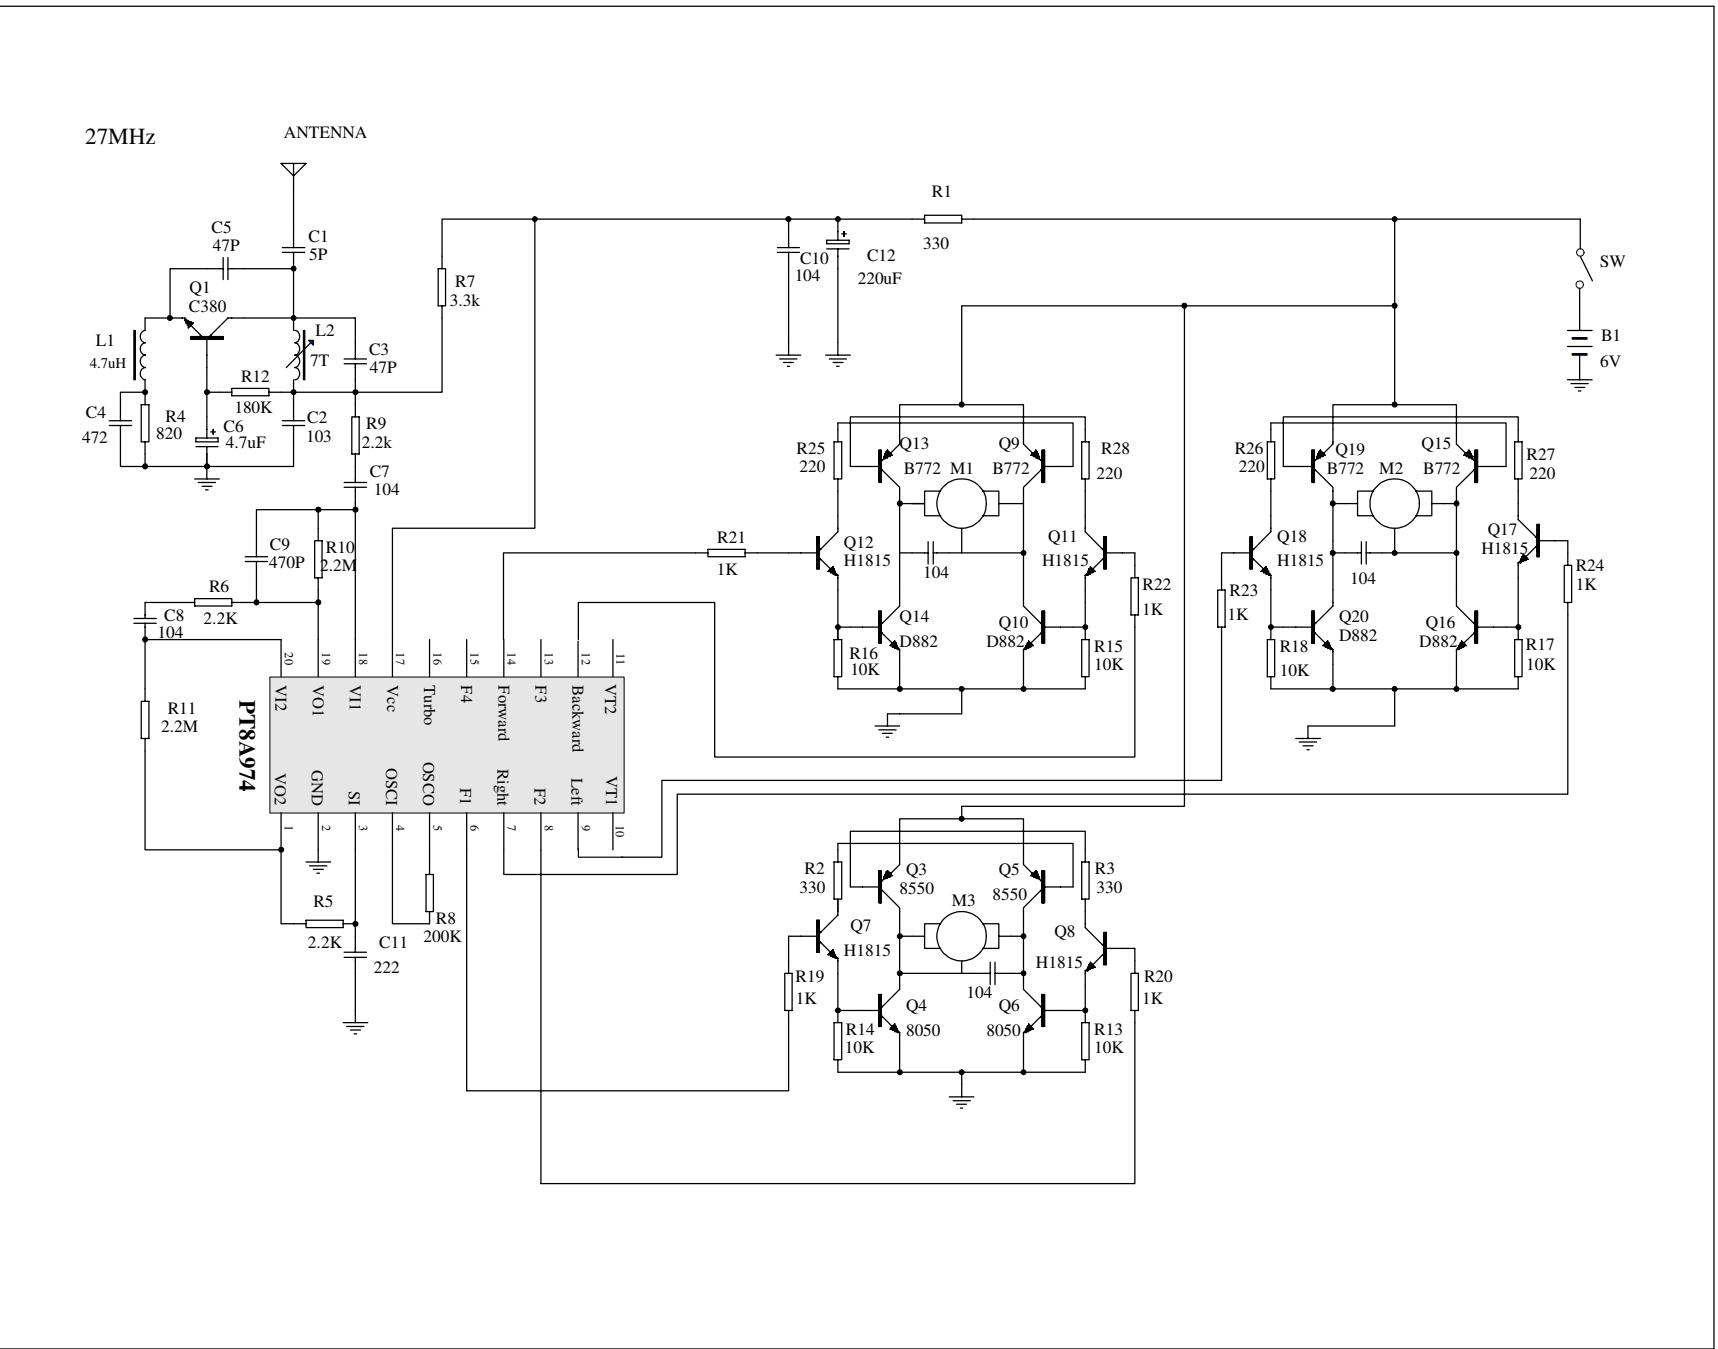 27MHz
ANTENNA
R1
330
C5
47P
C1
5P
Q1
C380
R7
3.3k
C10
104
C12
220uF
SW
B1
6V
L1
4.7uH
L2
7T
C3
47P
R12
180K
C4
472
R4
820
C6
4.7uF
C2
103
R9
2.2k
C7
104
C9
470P
R10
2.2M
R6
2.2K
C8
104
R11
2.2M
R25
220
Q13
B772
M1
Q9
B772
R28
220
R21
1K
Q12
H1815
104
Q11
H1815
R22
1K
Q14
D882
Q10
D882
R16
10K
R15
10K
R26
220
Q19
B772
M2
Q15
B772
R27
220
Q18
H1815
104
Q17
H1815
R23
1K
R24
1K
Q20
D882
Q16
D882
R18
10K
R17
10K
20
19
18
17
16
15
14
13
12
11
VI2
VO1
VI1
Vcc
Turbo
F4
Forward
F3
Backward
VT2
PT8A974
VO2
GND
SI
OSCI
OSCO
F1
Right
F2
Left
VT1
1
2
3
4
5
6
7
8
9
10
R5
2.2K
C11
222
R8
200K
R2
330
Q3
8550
M3
Q5
8550
R3
330
Q7
H1815
104
Q8
H1815
R19
1K
R20
1K
Q4
8050
Q6
8050
R14
10K
R13
10K